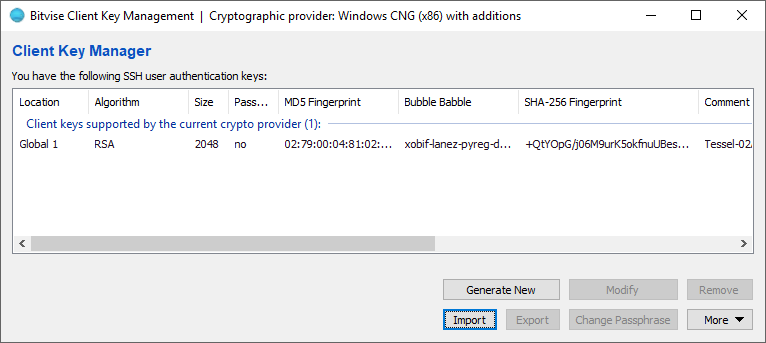 Bitvise Client Key Management | Cryptographic provider: Windows CNG (x86) with additions
Client Key Manager
You have the following SSH user authentication keys:
Location Algorithm Size Pass... MD5 Fingerprint Bubble Babble SHA-256 Fingerprint Comment
Client keys supported by the current crypto provider (1):
Global 1 RSA 2048 no 02:79:00:04:81:02:... xobif-lanez-pyreg-d... +QtYOpG/j06M9urK5okfnuUBes... Tessel-02/
Generate New Modify Remove
Import Export Change Passphrase More